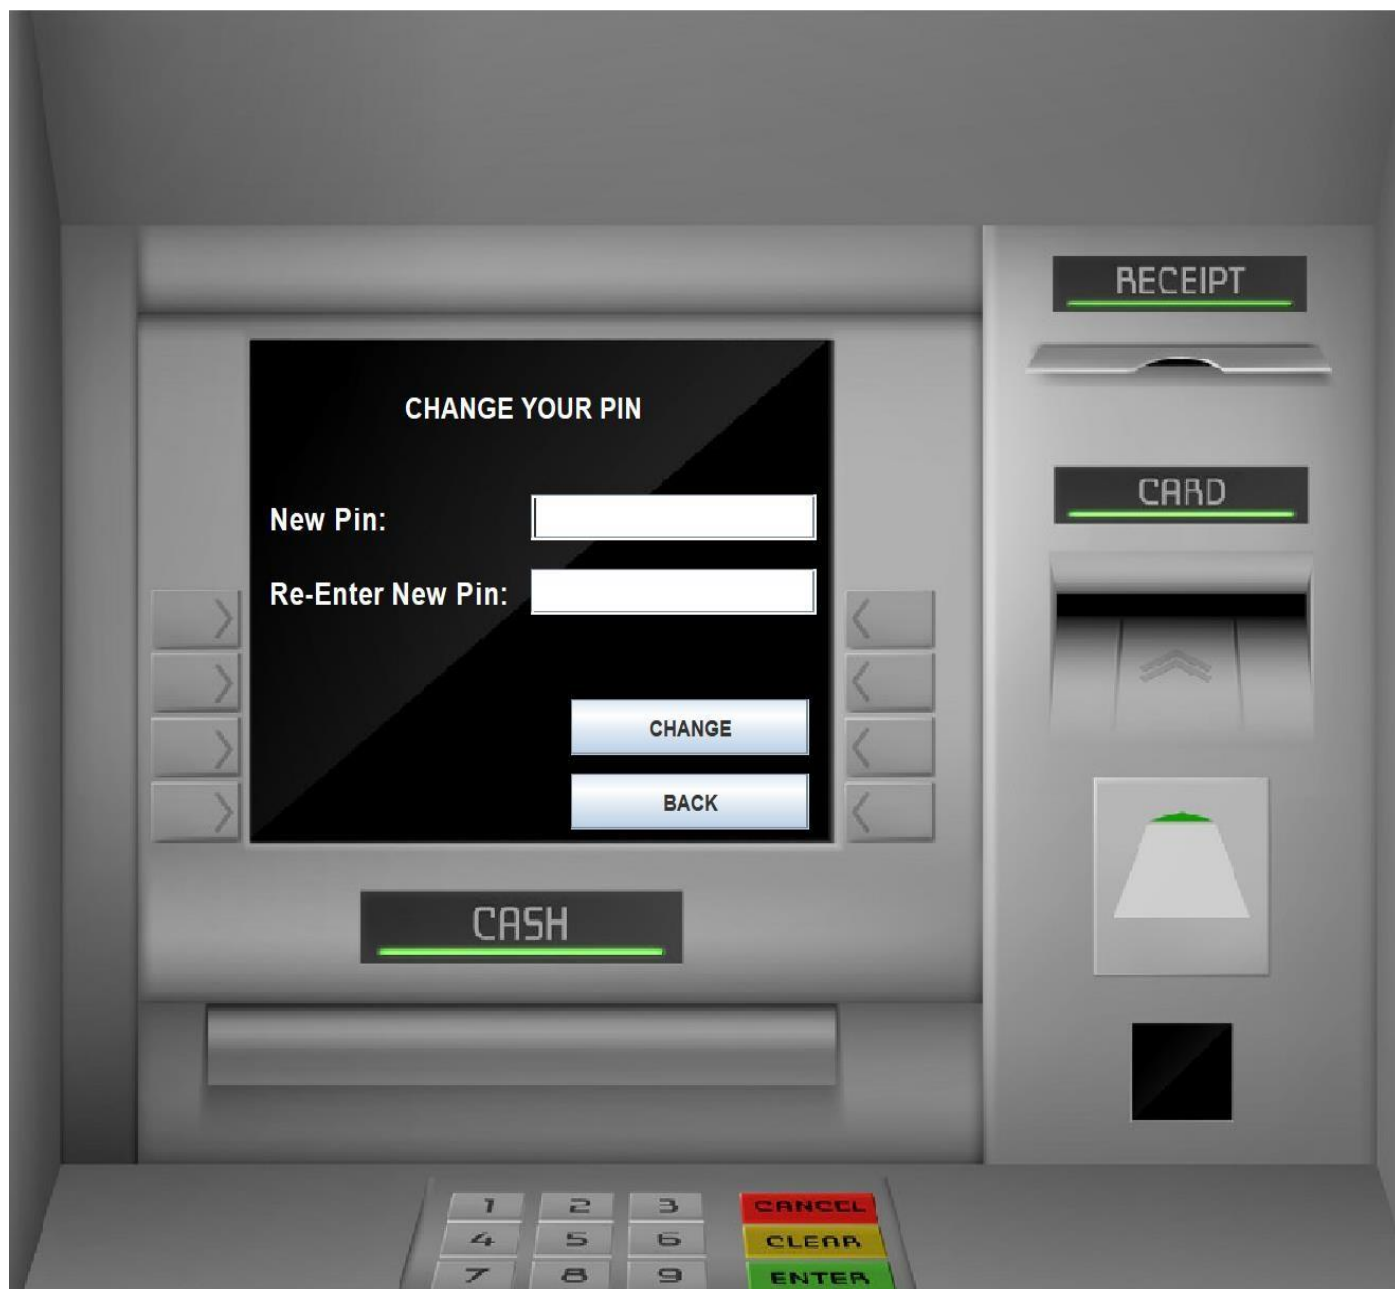 RECEIPT
CHANGE YOUR PIN
New Pin:
CARD
Re-Enter New Pin:
CHANGE
BACK
CASH
1 2 3 CANCEL
4 5 6 CLEAR
7 8 9 ENTER